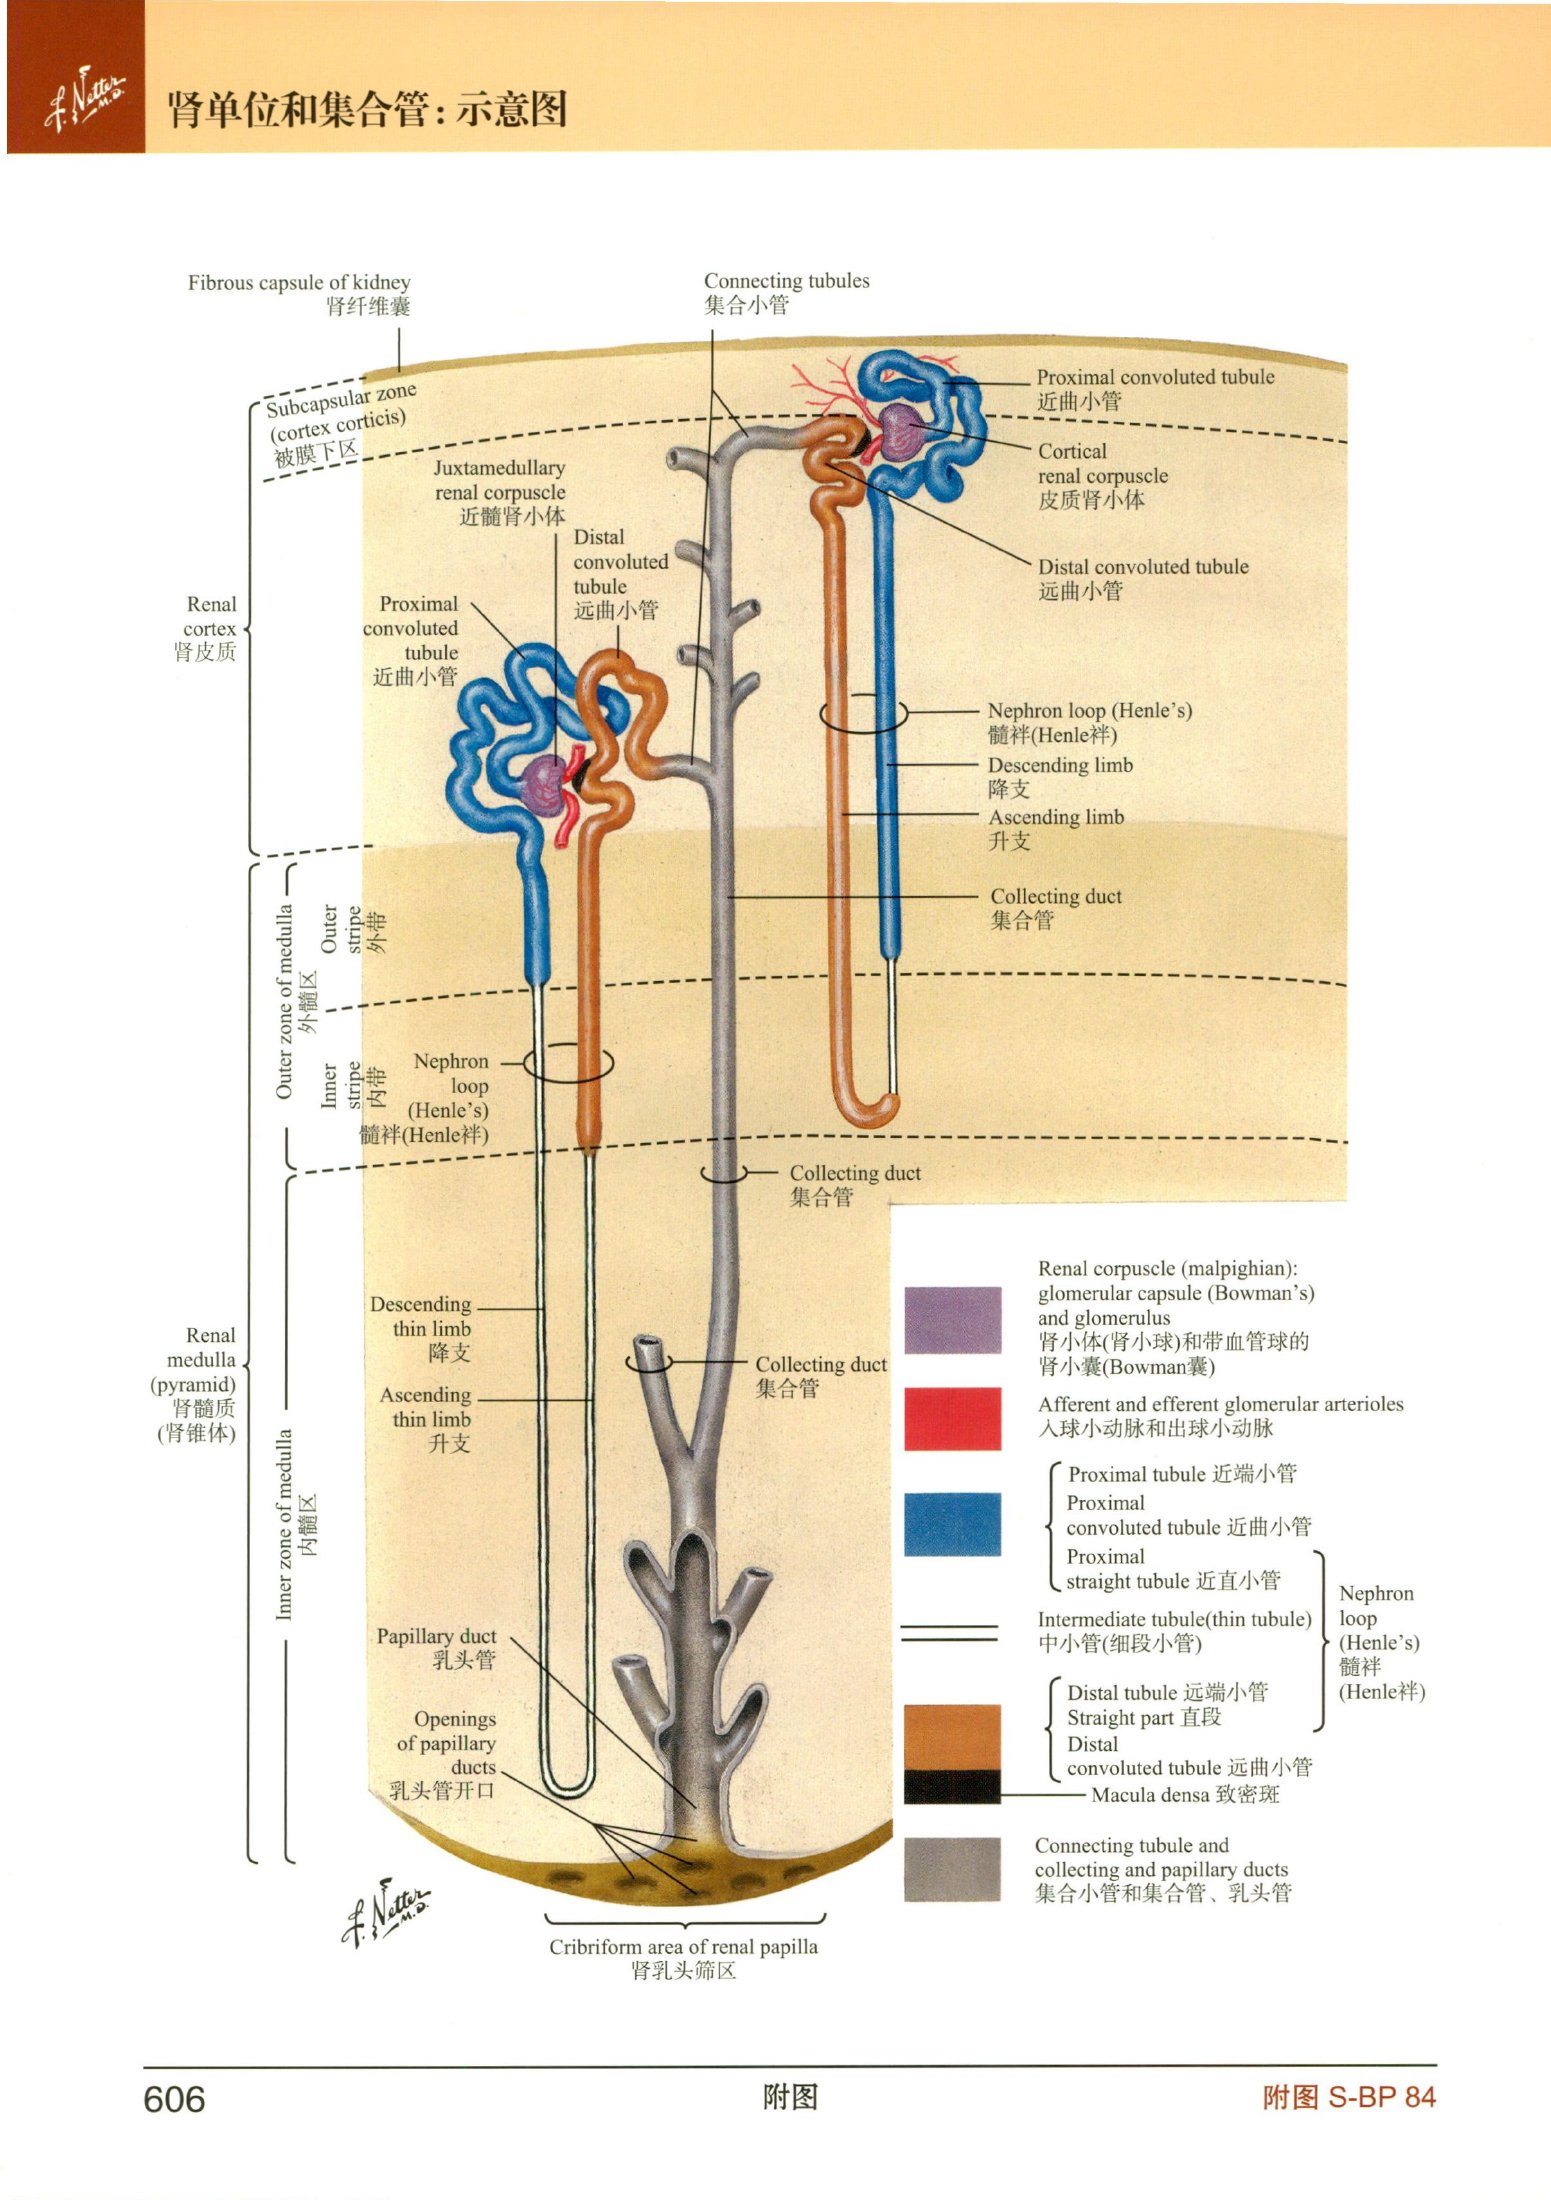 F. Netter M.D.
肾单位和集合管：示意图
Fibrous capsule of kidney
肾纤维囊
Connecting tubules
集合小管
Subcapsular zone
(cortex corticis)
被膜下区
Proximal convoluted tubule
近曲小管
Cortical
renal corpuscle
皮质肾小体
Juxtamedullary
renal corpuscle
近髓肾小体
Distal
convoluted
tubule
远曲小管
Distal convoluted tubule
远曲小管
Renal
cortex
肾皮质
Proximal
convoluted
tubule
近曲小管
Nephron loop (Henle's)
髓袢(Henle袢)
Descending limb
降支
Ascending limb
升支
Collecting duct
集合管
Outer zone of medulla
外髓区
Outer
stripe
外带
Inner
stripe
内带
Nephron
loop
(Henle's)
髓袢(Henle袢)
Collecting duct
集合管
Descending
thin limb
降支
Renal
medulla
(pyramid)
肾髓质
(肾锥体)
Ascending
thin limb
升支
Collecting duct
集合管
Inner zone of medulla
内髓区
Papillary duct
乳头管
Openings
of papillary
ducts
乳头管开口
Renal corpuscle (malpighian):
glomerular capsule (Bowman's)
and glomerulus
肾小体(肾小球)和带血管球的
肾小囊(Bowman囊)
Afferent and efferent glomerular arterioles
入球小动脉和出球小动脉
Proximal tubule 近端小管
Proximal
convoluted tubule 近曲小管
Proximal
straight tubule 近直小管
Intermediate tubule(thin tubule)
中小管(细段小管)
Nephron
loop
(Henle's)
髓袢
(Henle袢)
Distal tubule 远端小管
Straight part 直段
Distal
convoluted tubule 远曲小管
Macula densa 致密斑
Connecting tubule and
collecting and papillary ducts
集合小管和集合管、乳头管
F. Netter M.D.
Cribriform area of renal papilla
肾乳头筛区
606
附图
附图 S-BP 84